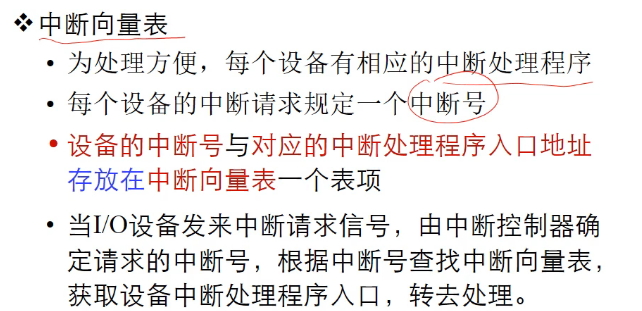 ❖中断向量表
• 为处理方便，每个设备有相应的中断处理程序
• 每个设备的中断请求规定一个中断号
• 设备的中断号与对应的中断处理程序入口地址
存放在中断向量表一个表项
• 当I/O设备发来中断请求信号，由中断控制器确
定请求的中断号，根据中断号查找中断向量表，
获取设备中断处理程序入口，转去处理。